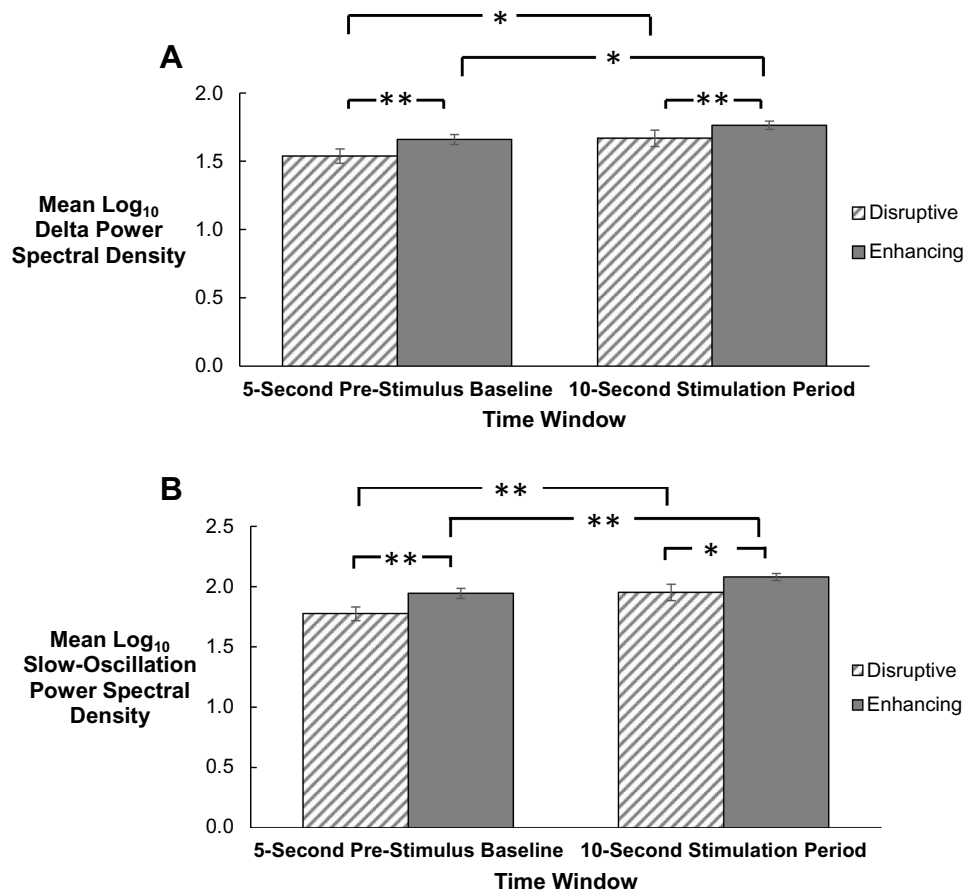 *
A
*
2.0
**
**
1.5
Mean Log₁₀
Delta Power
Spectral Density
1.0
Disruptive
Enhancing
0.5
0.0
5-Second Pre-Stimulus Baseline 10-Second Stimulation Period
Time Window
B
**
**
2.5
**
*
2.0
1.5
Mean Log₁₀
Slow-Oscillation
Power Spectral
Density
1.0
Disruptive
Enhancing
0.5
0.0
5-Second Pre-Stimulus Baseline 10-Second Stimulation Period
Time Window